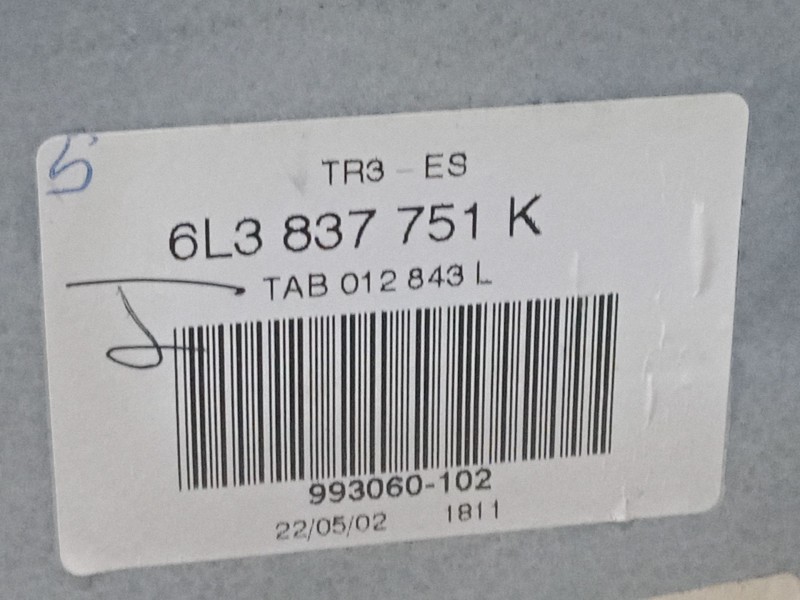 5
TR3 - ES
6L3 837 751 K
TAB 012 843 L
993060-102
22/05/02 1811